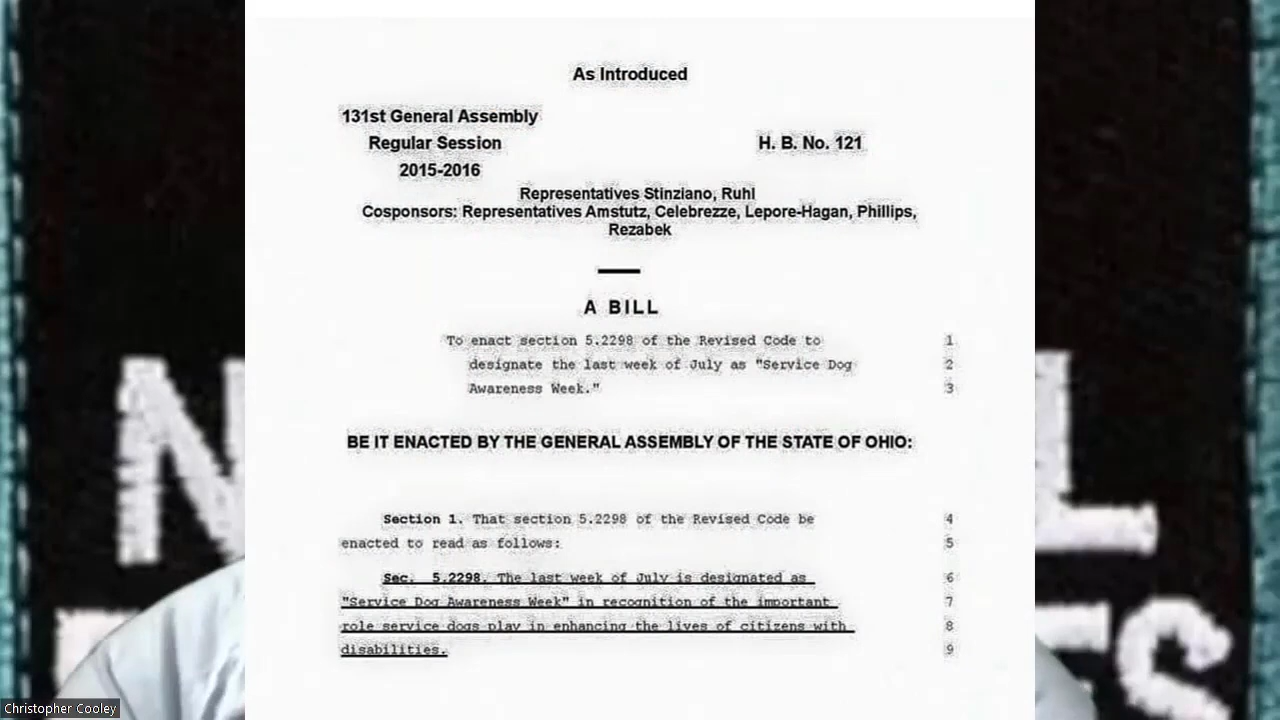 As Introduced
131st General Assembly
Regular Session
H. B. No. 121
2015-2016
Representatives Stinziano, Ruhl
Cosponsors: Representatives Amstutz, Celebrezze, Lepore-Hagan, Phillips,
Rezabek
A BILL
To enact section 5.2298 of the Revised Code to 1
designate the last week of July as "Service Dog 2
Awareness Week." 3
BE IT ENACTED BY THE GENERAL ASSEMBLY OF THE STATE OF OHIO:
Section 1. That section 5.2298 of the Revised Code be 4
enacted to read as follows: 5
Sec. 5.2298. The last week of July is designated as 6
"Service Dog Awareness Week" in recognition of the important 7
role service dogs play in enhancing the lives of citizens with 8
disabilities. 9
Christopher Cooley